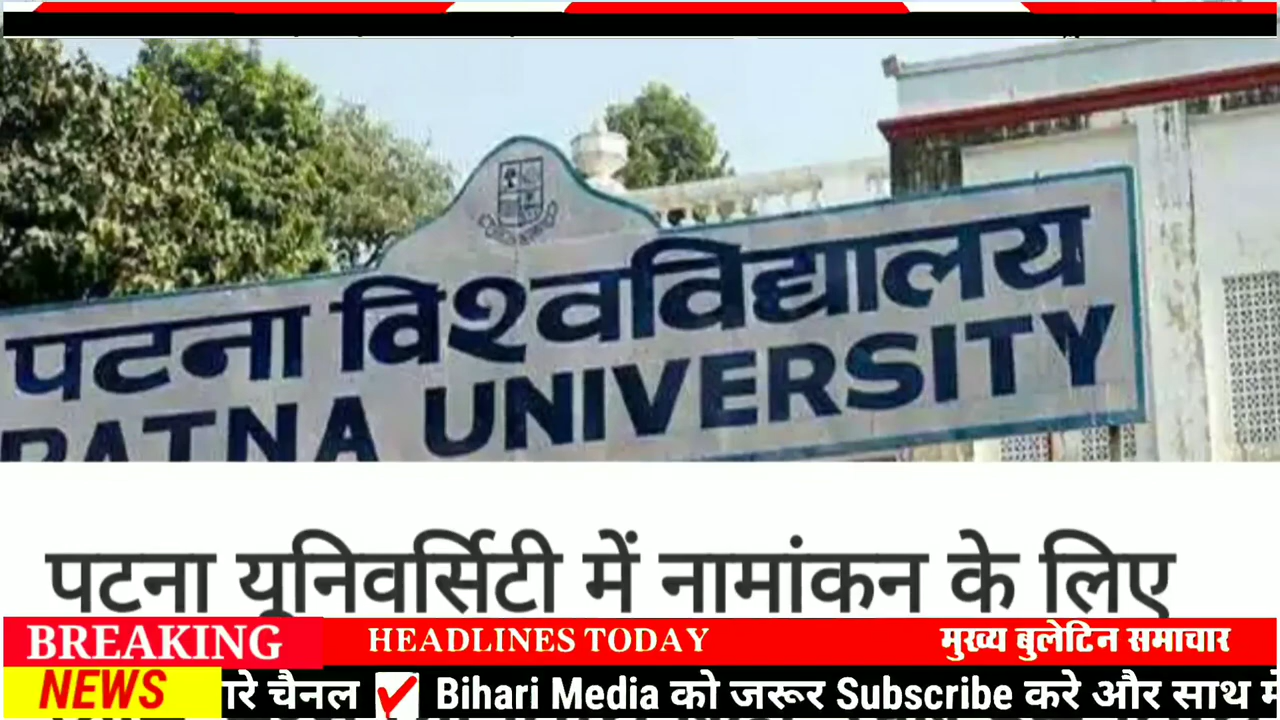 पटना विश्वविद्यालय
PATNA UNIVERSITY
पटना यूनिवर्सिटी में नामांकन के लिए
BREAKING NEWS
HEADLINES TODAY
मुख्य बुलेटिन समाचार
चैनल Bihari Media को जरूर Subscribe करे और साथ में